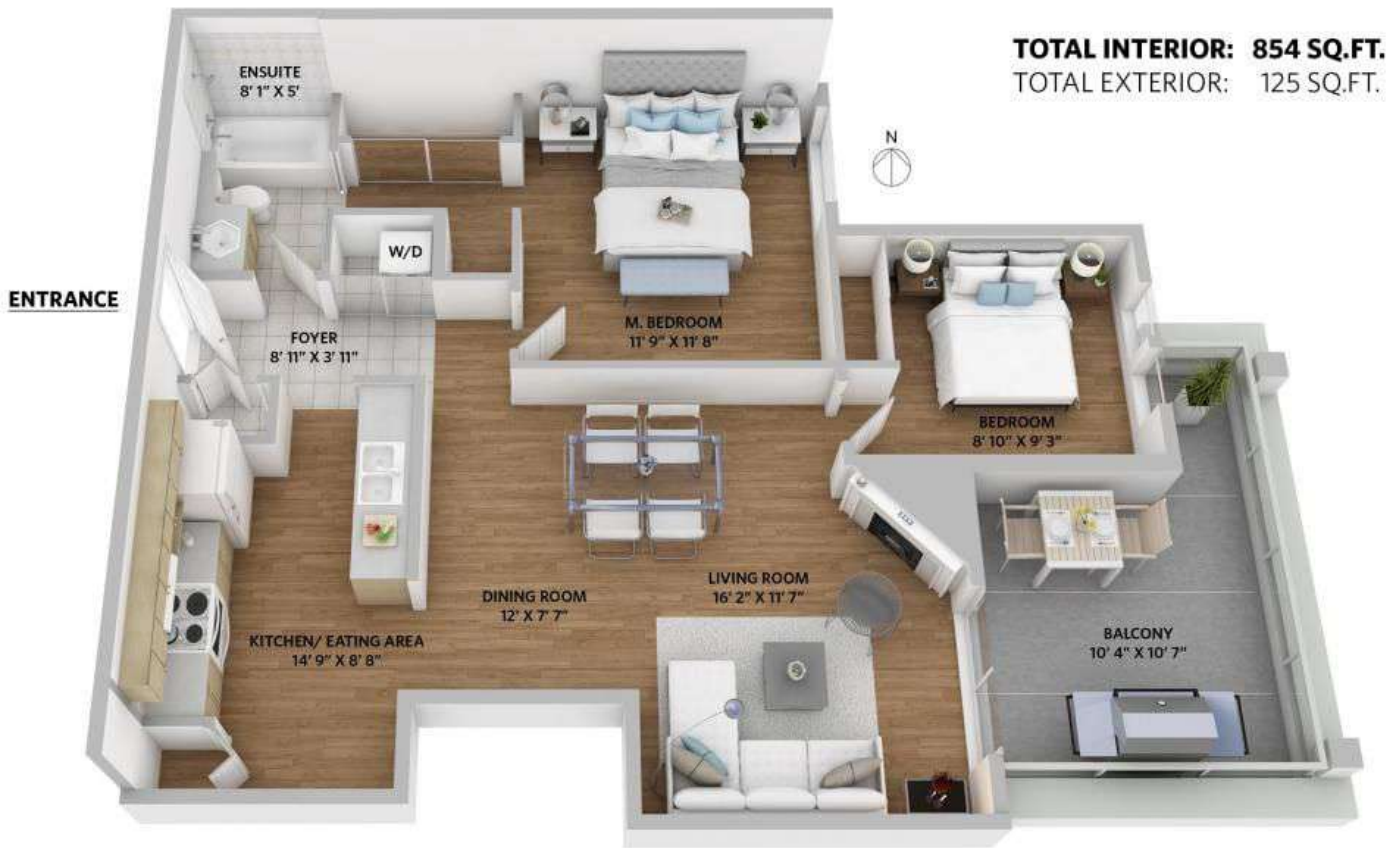 TOTAL INTERIOR: 854 SQ.FT.
TOTAL EXTERIOR: 125 SQ.FT.
N
ENSUITE
8' 1" X 5'
W/D
ENTRANCE
FOYER
8' 11" X 3' 11"
M. BEDROOM
11' 9" X 11' 8"
BEDROOM
8' 10" X 9' 3"
DINING ROOM
12' X 7' 7"
LIVING ROOM
16' 2" X 11' 7"
KITCHEN/ EATING AREA
14' 9" X 8' 8"
BALCONY
10' 4" X 10' 7"